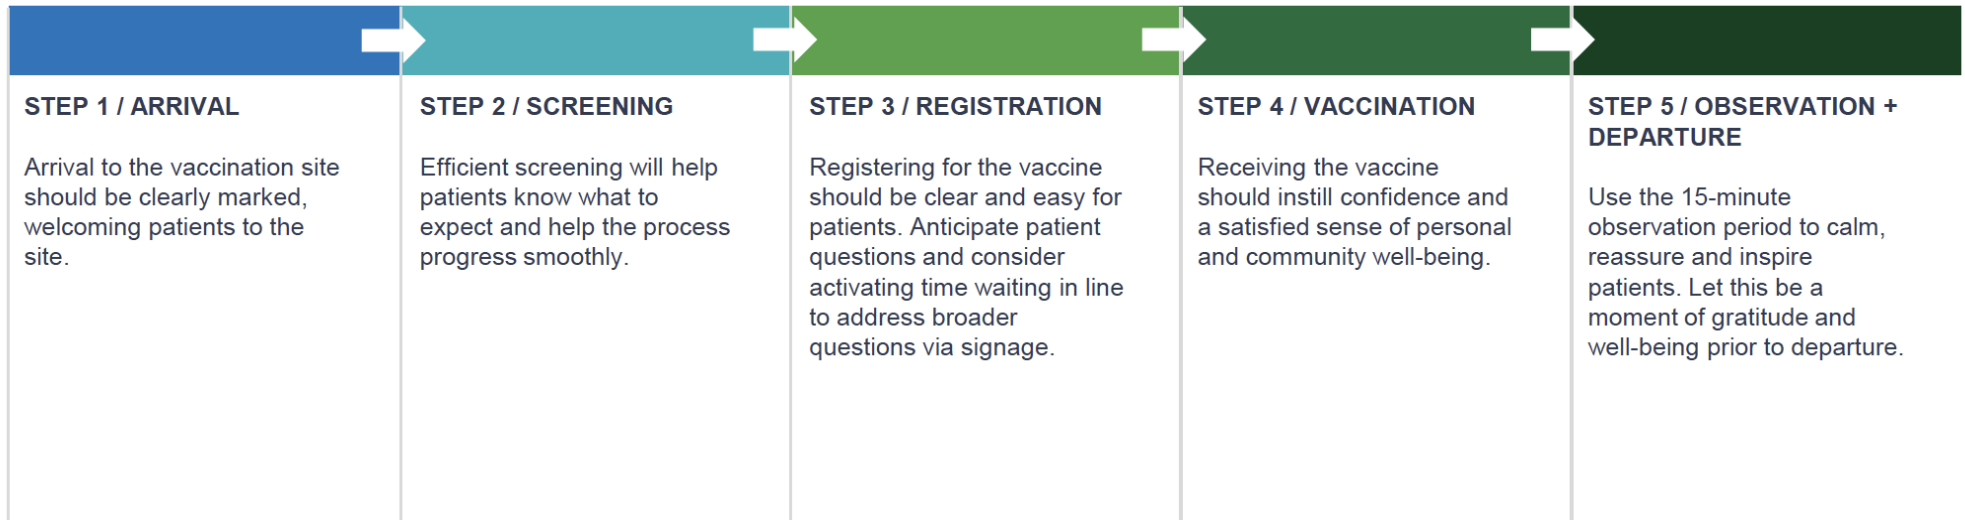 STEP 1 / ARRIVAL
Arrival to the vaccination site
should be clearly marked,
welcoming patients to the
site.
STEP 2 / SCREENING
Efficient screening will help
patients know what to
expect and help the process
progress smoothly.
STEP 3 / REGISTRATION
Registering for the vaccine
should be clear and easy for
patients. Anticipate patient
questions and consider
activating time waiting in line
to address broader
questions via signage.
STEP 4 / VACCINATION
Receiving the vaccine
should instill confidence and
a satisfied sense of personal
and community well-being.
STEP 5 / OBSERVATION +
DEPARTURE
Use the 15-minute
observation period to calm,
reassure and inspire
patients. Let this be a
moment of gratitude and
well-being prior to departure.